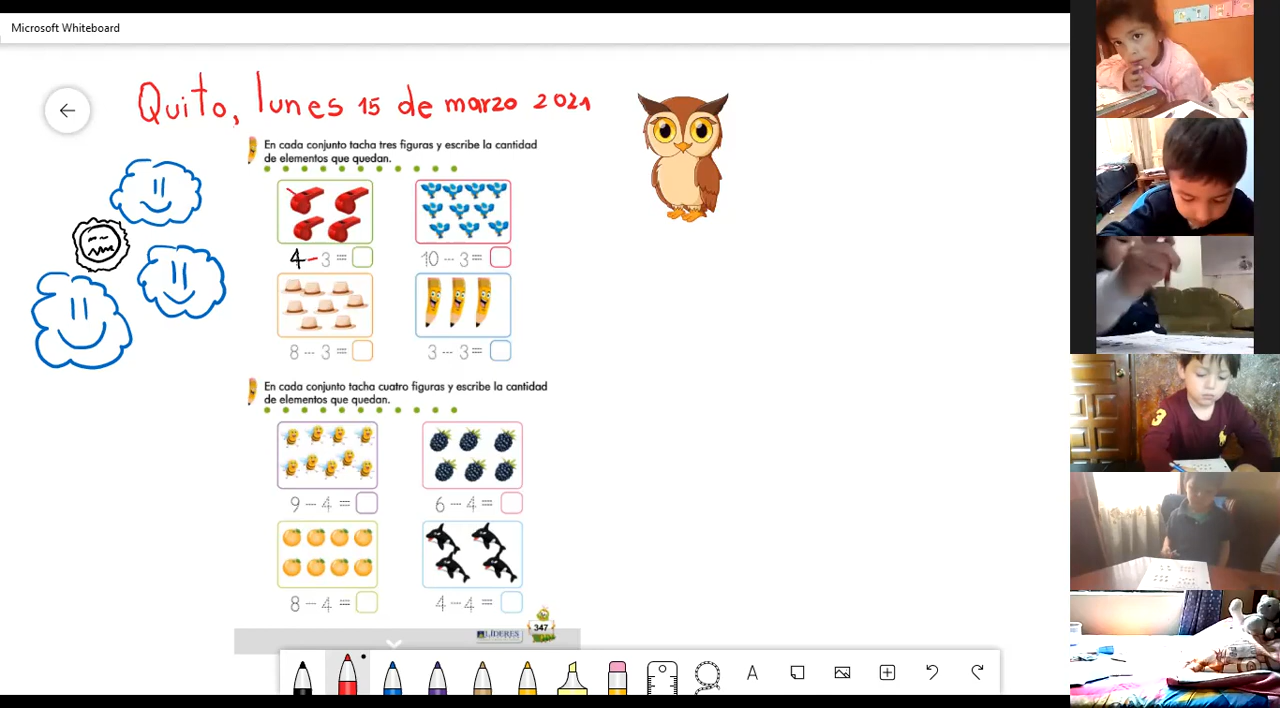 Microsoft Whiteboard
Quito, lunes 15 de marzo 2021
En cada conjunto tacha tres figuras y escribe la cantidad
de elementos que quedan.
4 - 3 =
10 - 3 =
8 - 3 =
3 - 3 =
En cada conjunto tacha cuatro figuras y escribe la cantidad
de elementos que quedan.
9 - 4 =
6 - 4 =
8 - 4 =
4 - 4 =
LÍDERES
347
A
3